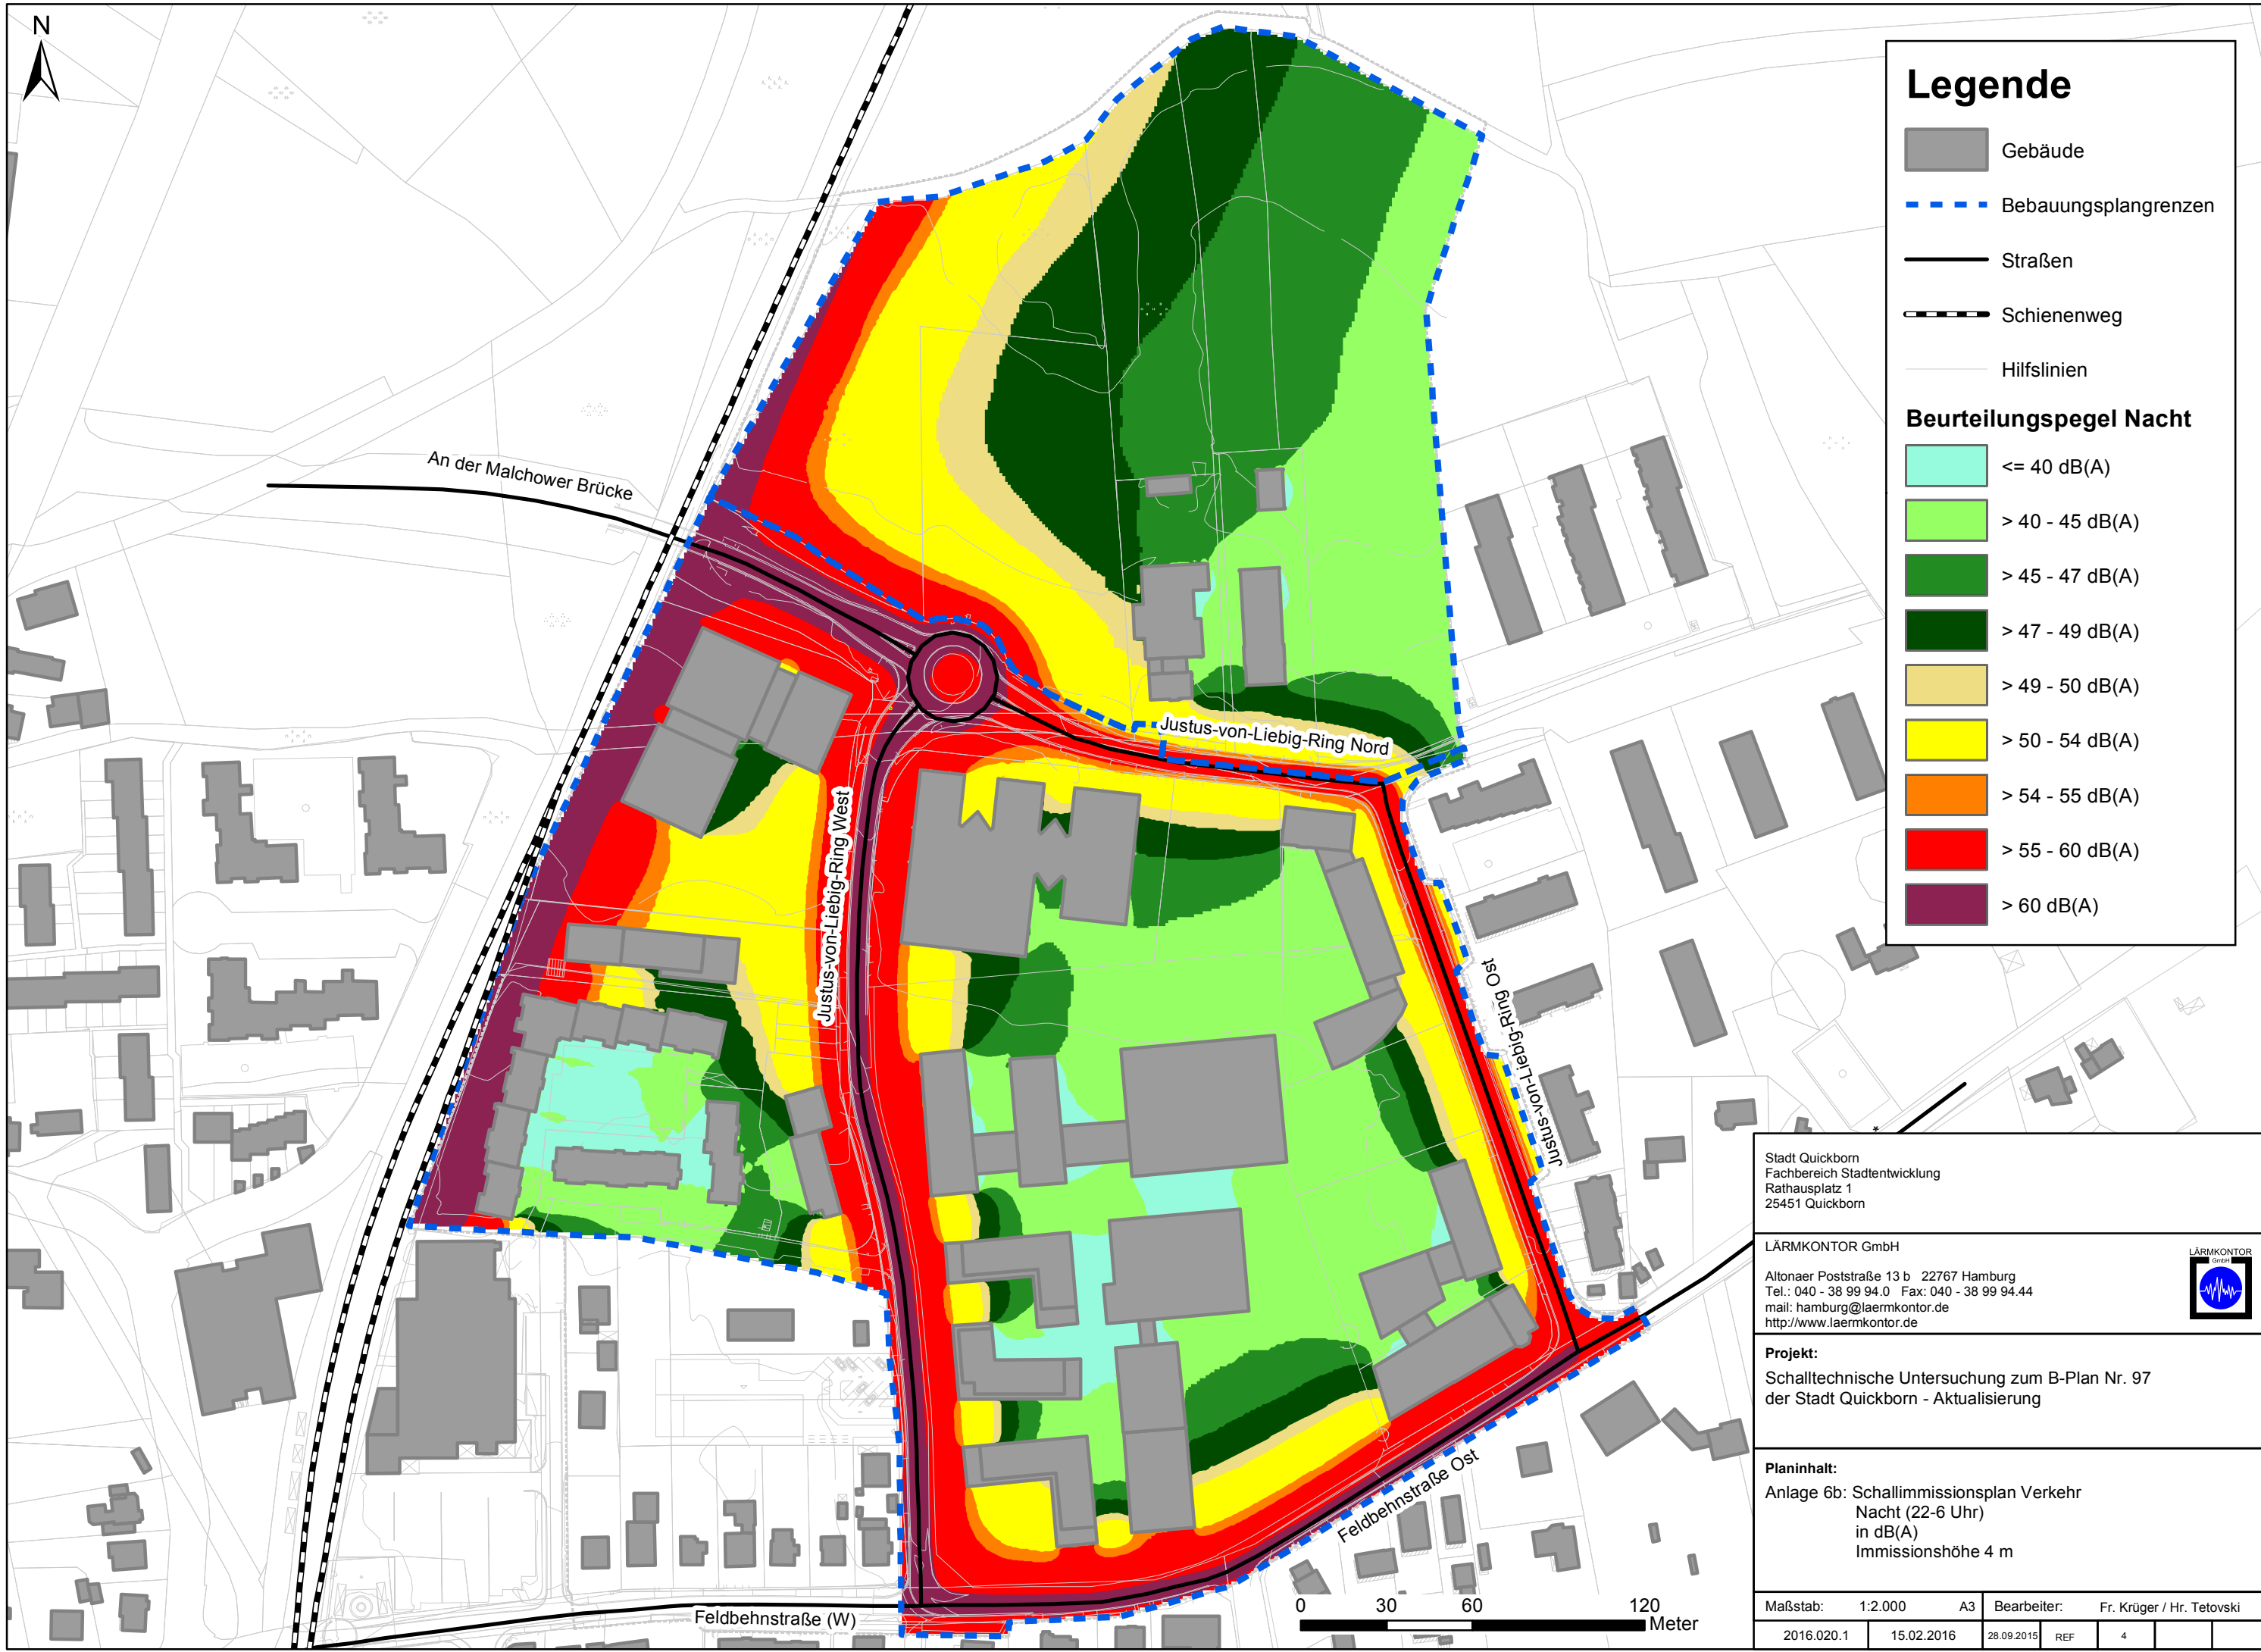 N
An der Malchower Brücke
Justus-von-Liebig-Ring Nord
Justus-von-Liebig-Ring West
Justus-von-Liebig-Ring Ost
Feldbehnstraße Ost
Feldbehnstraße (W)
0 30 60 120
Meter
Legende
Gebäude
Bebauungsplangrenzen
Straßen
Schienenweg
Hilfslinien
Beurteilungspegel Nacht
<= 40 dB(A)
> 40 - 45 dB(A)
> 45 - 47 dB(A)
> 47 - 49 dB(A)
> 49 - 50 dB(A)
> 50 - 54 dB(A)
> 54 - 55 dB(A)
> 55 - 60 dB(A)
> 60 dB(A)
Stadt Quickborn
Fachbereich Stadtentwicklung
Rathausplatz 1
25451 Quickborn
LÄRMKONTOR GmbH
Altonaer Poststraße 13 b 22767 Hamburg
Tel.: 040 - 38 99 94.0 Fax: 040 - 38 99 94.44
mail: hamburg@laermkontor.de
http://www.laermkontor.de
LÄRMKONTOR
GmbH
Projekt:
Schalltechnische Untersuchung zum B-Plan Nr. 97
der Stadt Quickborn - Aktualisierung
Planinhalt:
Anlage 6b: Schallimmissionsplan Verkehr
Nacht (22-6 Uhr)
in dB(A)
Immissionshöhe 4 m
Maßstab: 1:2.000 A3 Bearbeiter: Fr. Krüger / Hr. Tetovski
2016.020.1 15.02.2016 28.09.2015 REF 4